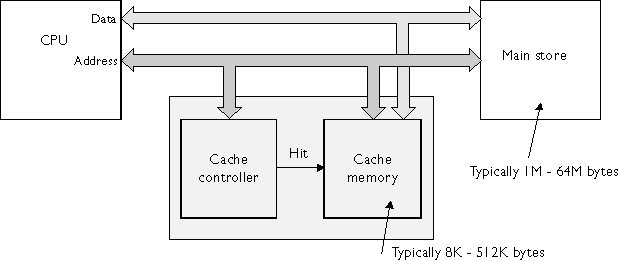 Data
CPU
Address
Main store
Cache
controller
Hit
Cache
memory
Typically 1M - 64M bytes
Typically 8K - 512K bytes